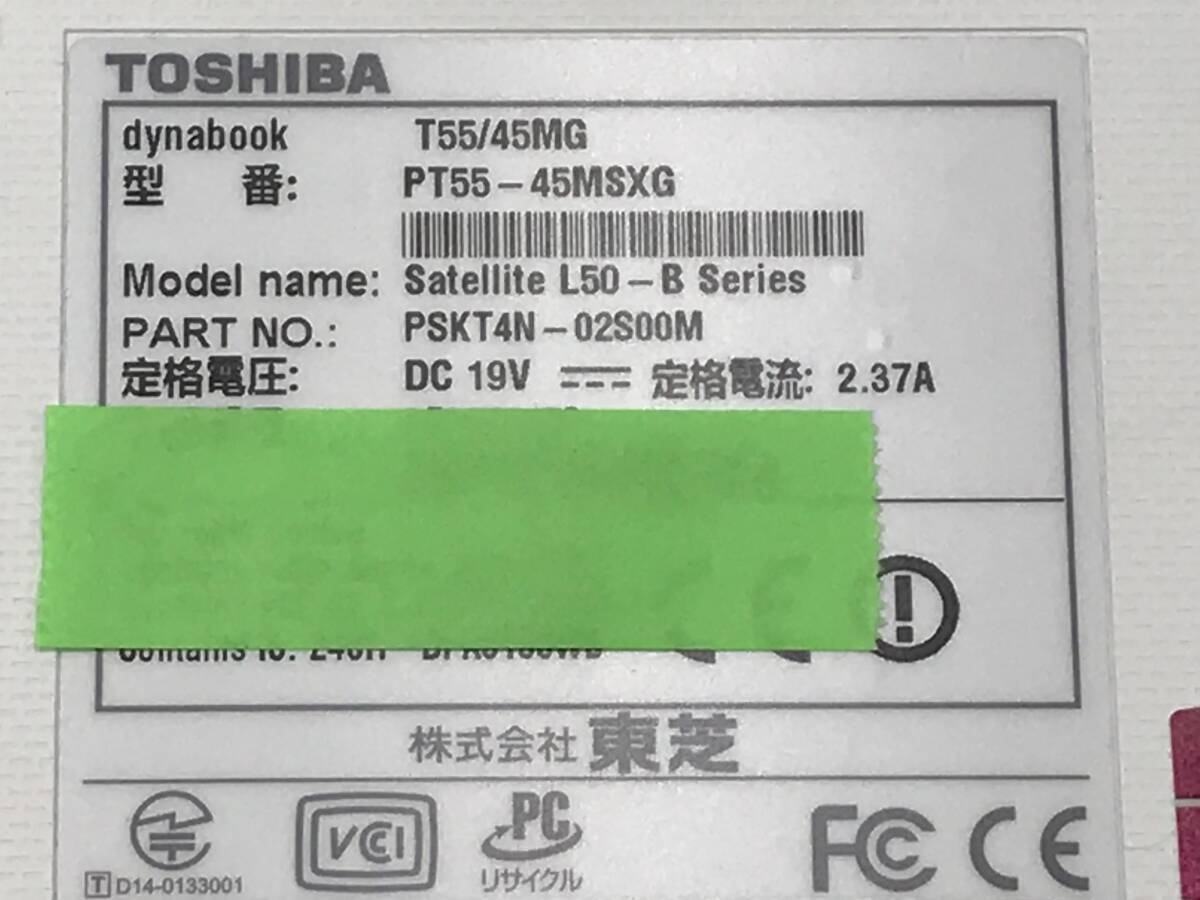 TOSHIBA
dynabook T55/45MG
型 番: PT55-45MSXG
Model name: Satellite L50-B Series
PART NO.: PSKT4N-02S00M
定格電圧: DC 19V 定格電流: 2.37A
株式会社 東芝
VCCI PC FC CE
T D14-0133001 リサイクル